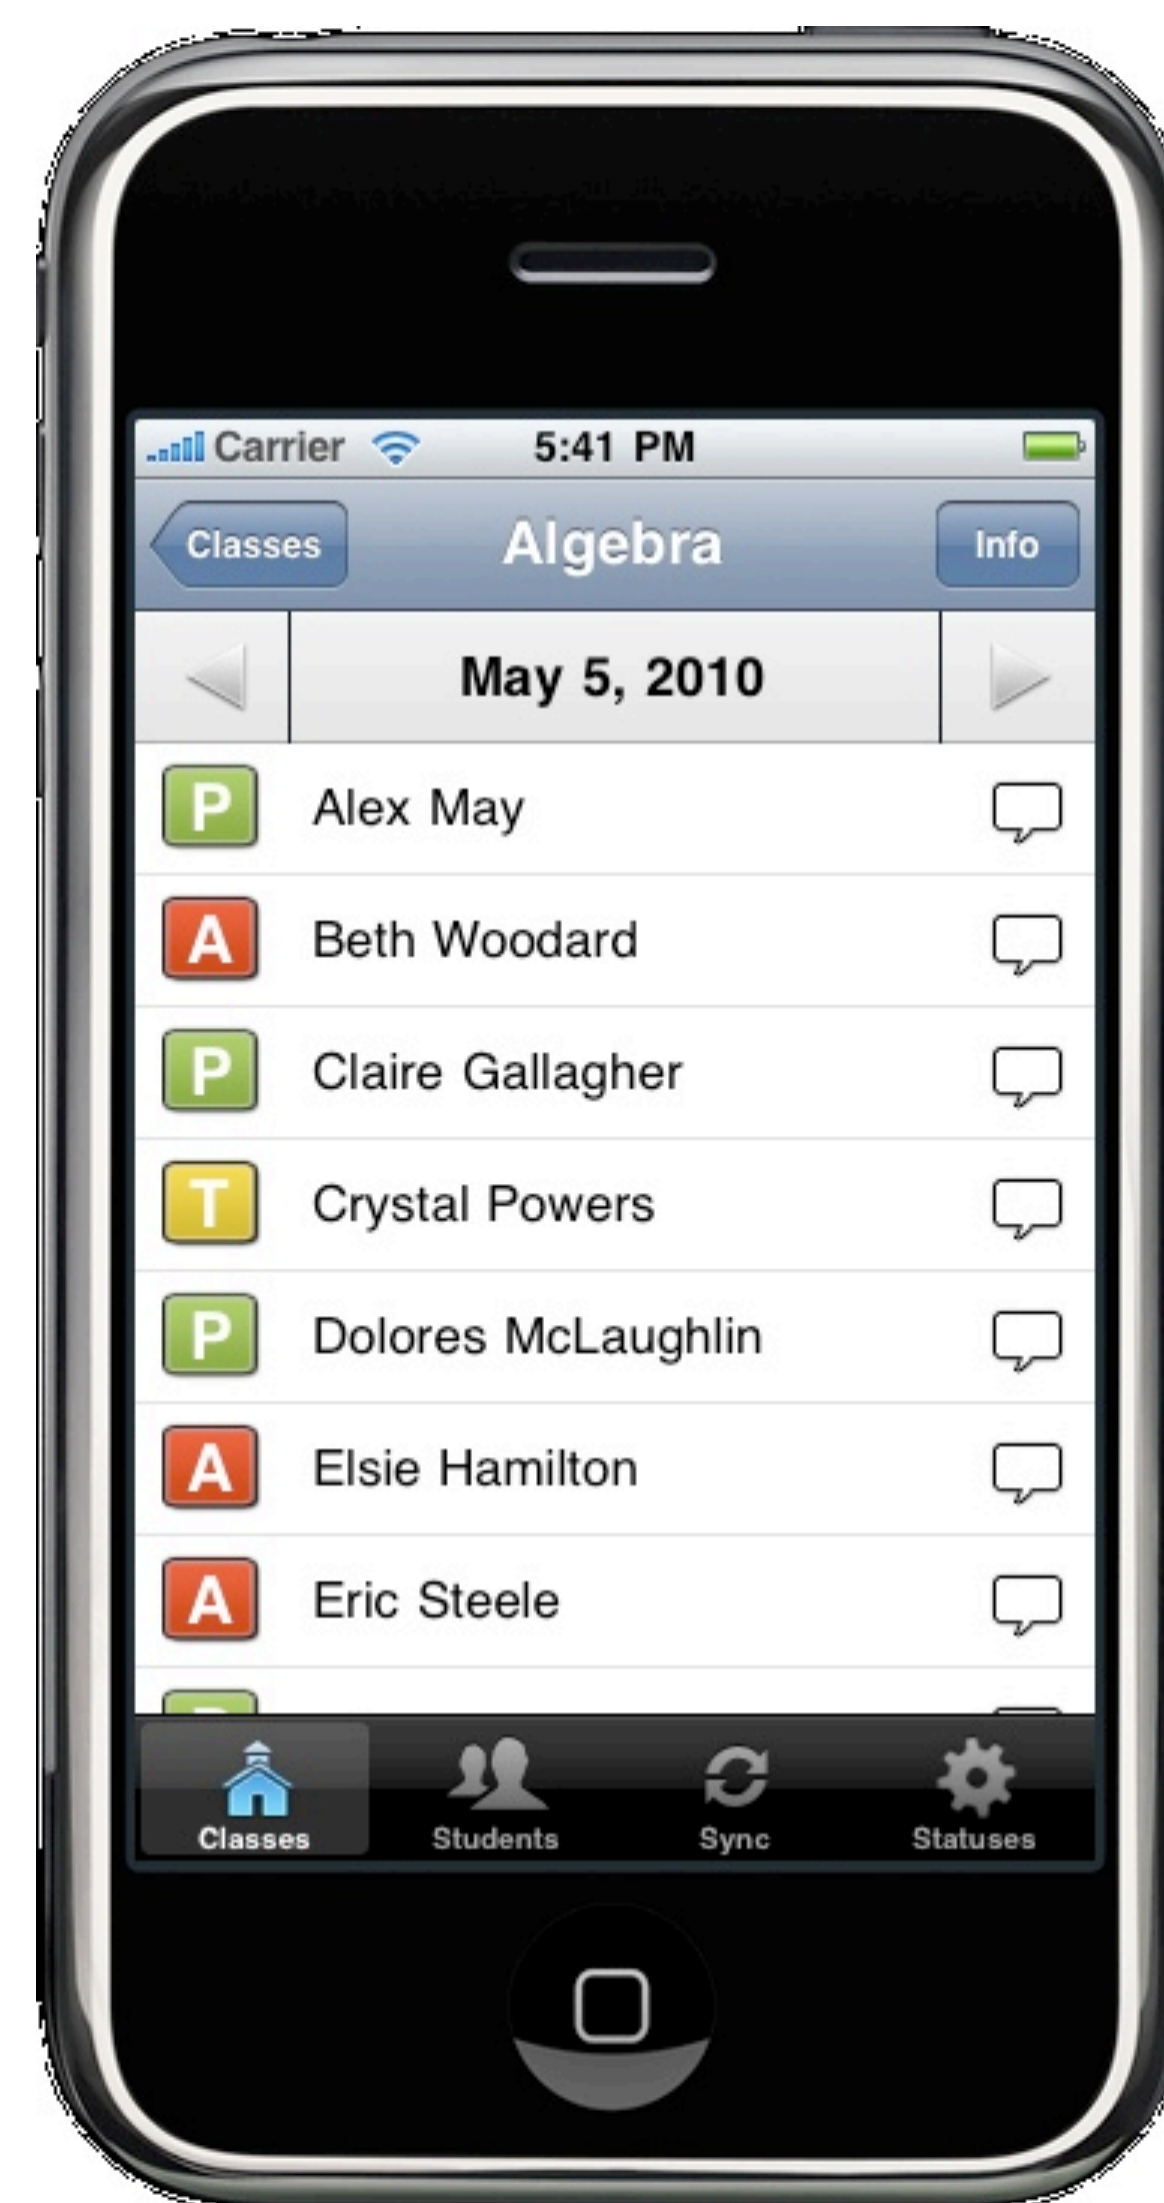 Carrier 5:41 PM
Classes Algebra Info
May 5, 2010
P Alex May
A Beth Woodard
P Claire Gallagher
T Crystal Powers
P Dolores McLaughlin
A Elsie Hamilton
A Eric Steele
P
Classes Students Sync Statuses